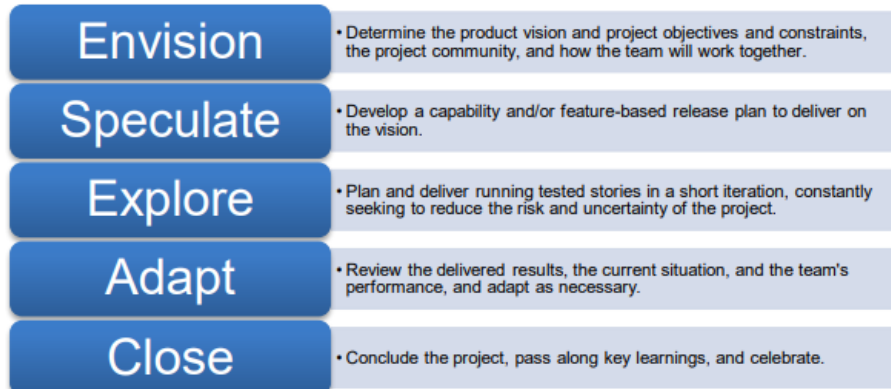 Envision
• Determine the product vision and project objectives and constraints,
the project community, and how the team will work together.
Speculate
• Develop a capability and/or feature-based release plan to deliver on
the vision.
Explore
• Plan and deliver running tested stories in a short iteration, constantly
seeking to reduce the risk and uncertainty of the project.
Adapt
• Review the delivered results, the current situation, and the team's
performance, and adapt as necessary.
Close
• Conclude the project, pass along key learnings, and celebrate.